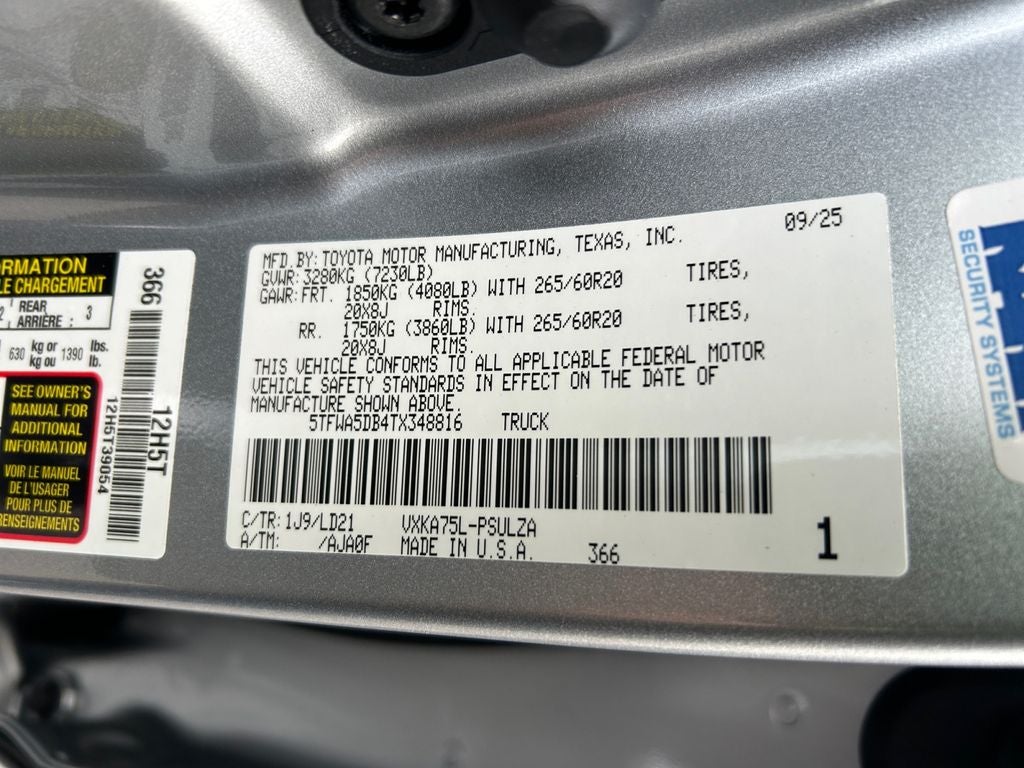 ORMATION
LE CHARGEMENT
2 REAR
ARRIÈRE : 3
630 kg or 1390 lbs.
kg ou lb.
SEE OWNER'S
MANUAL FOR
ADDITIONAL
INFORMATION
VOIR LE MANUEL
DE L'USAGER
POUR PLUS DE
RENSEIGNEMENTS
366
12H5T39054
12H5T
09/25
MFD.BY:TOYOTA MOTOR MANUFACTURING, TEXAS, INC.
GVWR:3280KG (7230LB)
GAWR:FRT. 1850KG (4080LB) WITH 265/60R20 TIRES,
20X8J RIMS.
RR. 1750KG (3860LB) WITH 265/60R20 TIRES,
20X8J RIMS.
THIS VEHICLE CONFORMS TO ALL APPLICABLE FEDERAL MOTOR
VEHICLE SAFETY STANDARDS IN EFFECT ON THE DATE OF
MANUFACTURE SHOWN ABOVE.
5TFWA5DB4TX348816 TRUCK
C/TR:1J9/LD21 VXKA75L-PSULZA
A/TM: /AJA0F MADE IN U.S.A. 366
1
SECURITY SYSTEMS